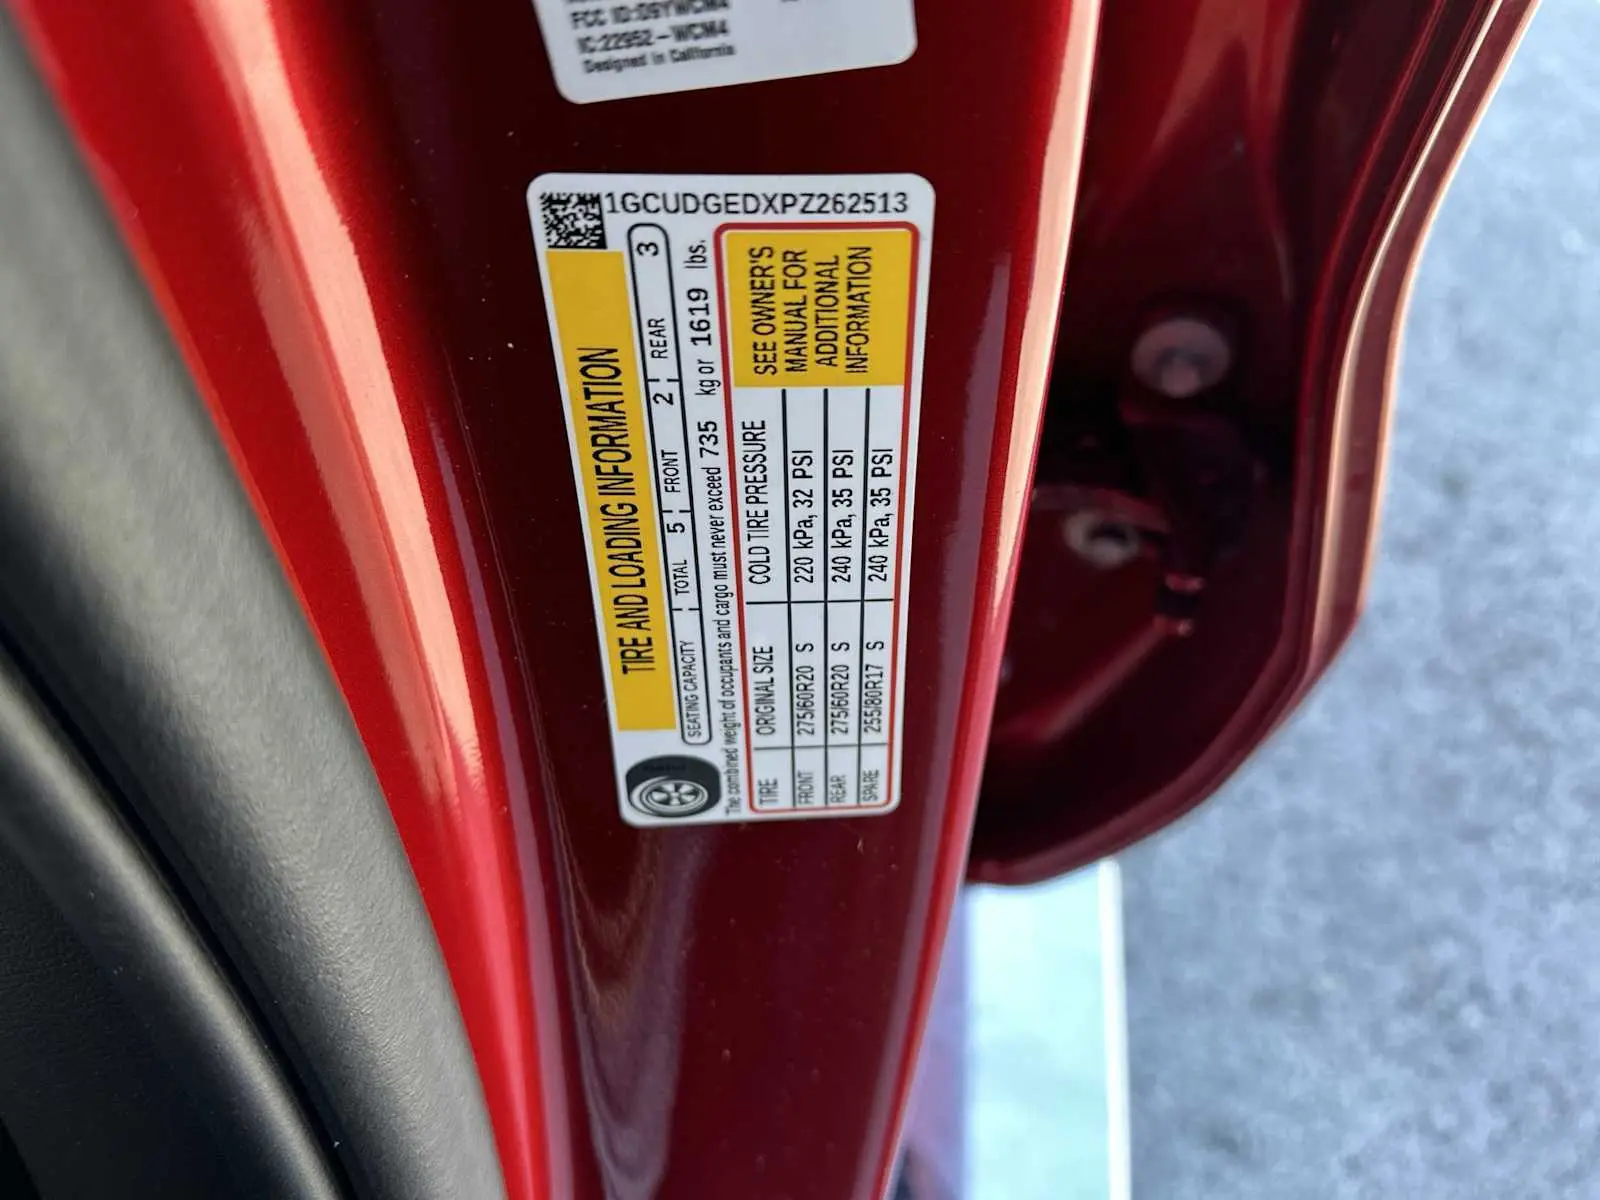 FCC ID:DSYWCM4
IC:22952-WCM4
Designed in California
1GCUDGEDXPZ262513
TIRE AND LOADING INFORMATION
SEATING CAPACITY TOTAL 5 FRONT 2 REAR 3
The combined weight of occupants and cargo must never exceed 735 kg or 1619 lbs.
TIRE ORIGINAL SIZE COLD TIRE PRESSURE
FRONT 275/60R20 S 220 kPa, 32 PSI
REAR 275/60R20 S 240 kPa, 35 PSI
SPARE 255/80R17 S 240 kPa, 35 PSI
SEE OWNER'S
MANUAL FOR
ADDITIONAL
INFORMATION